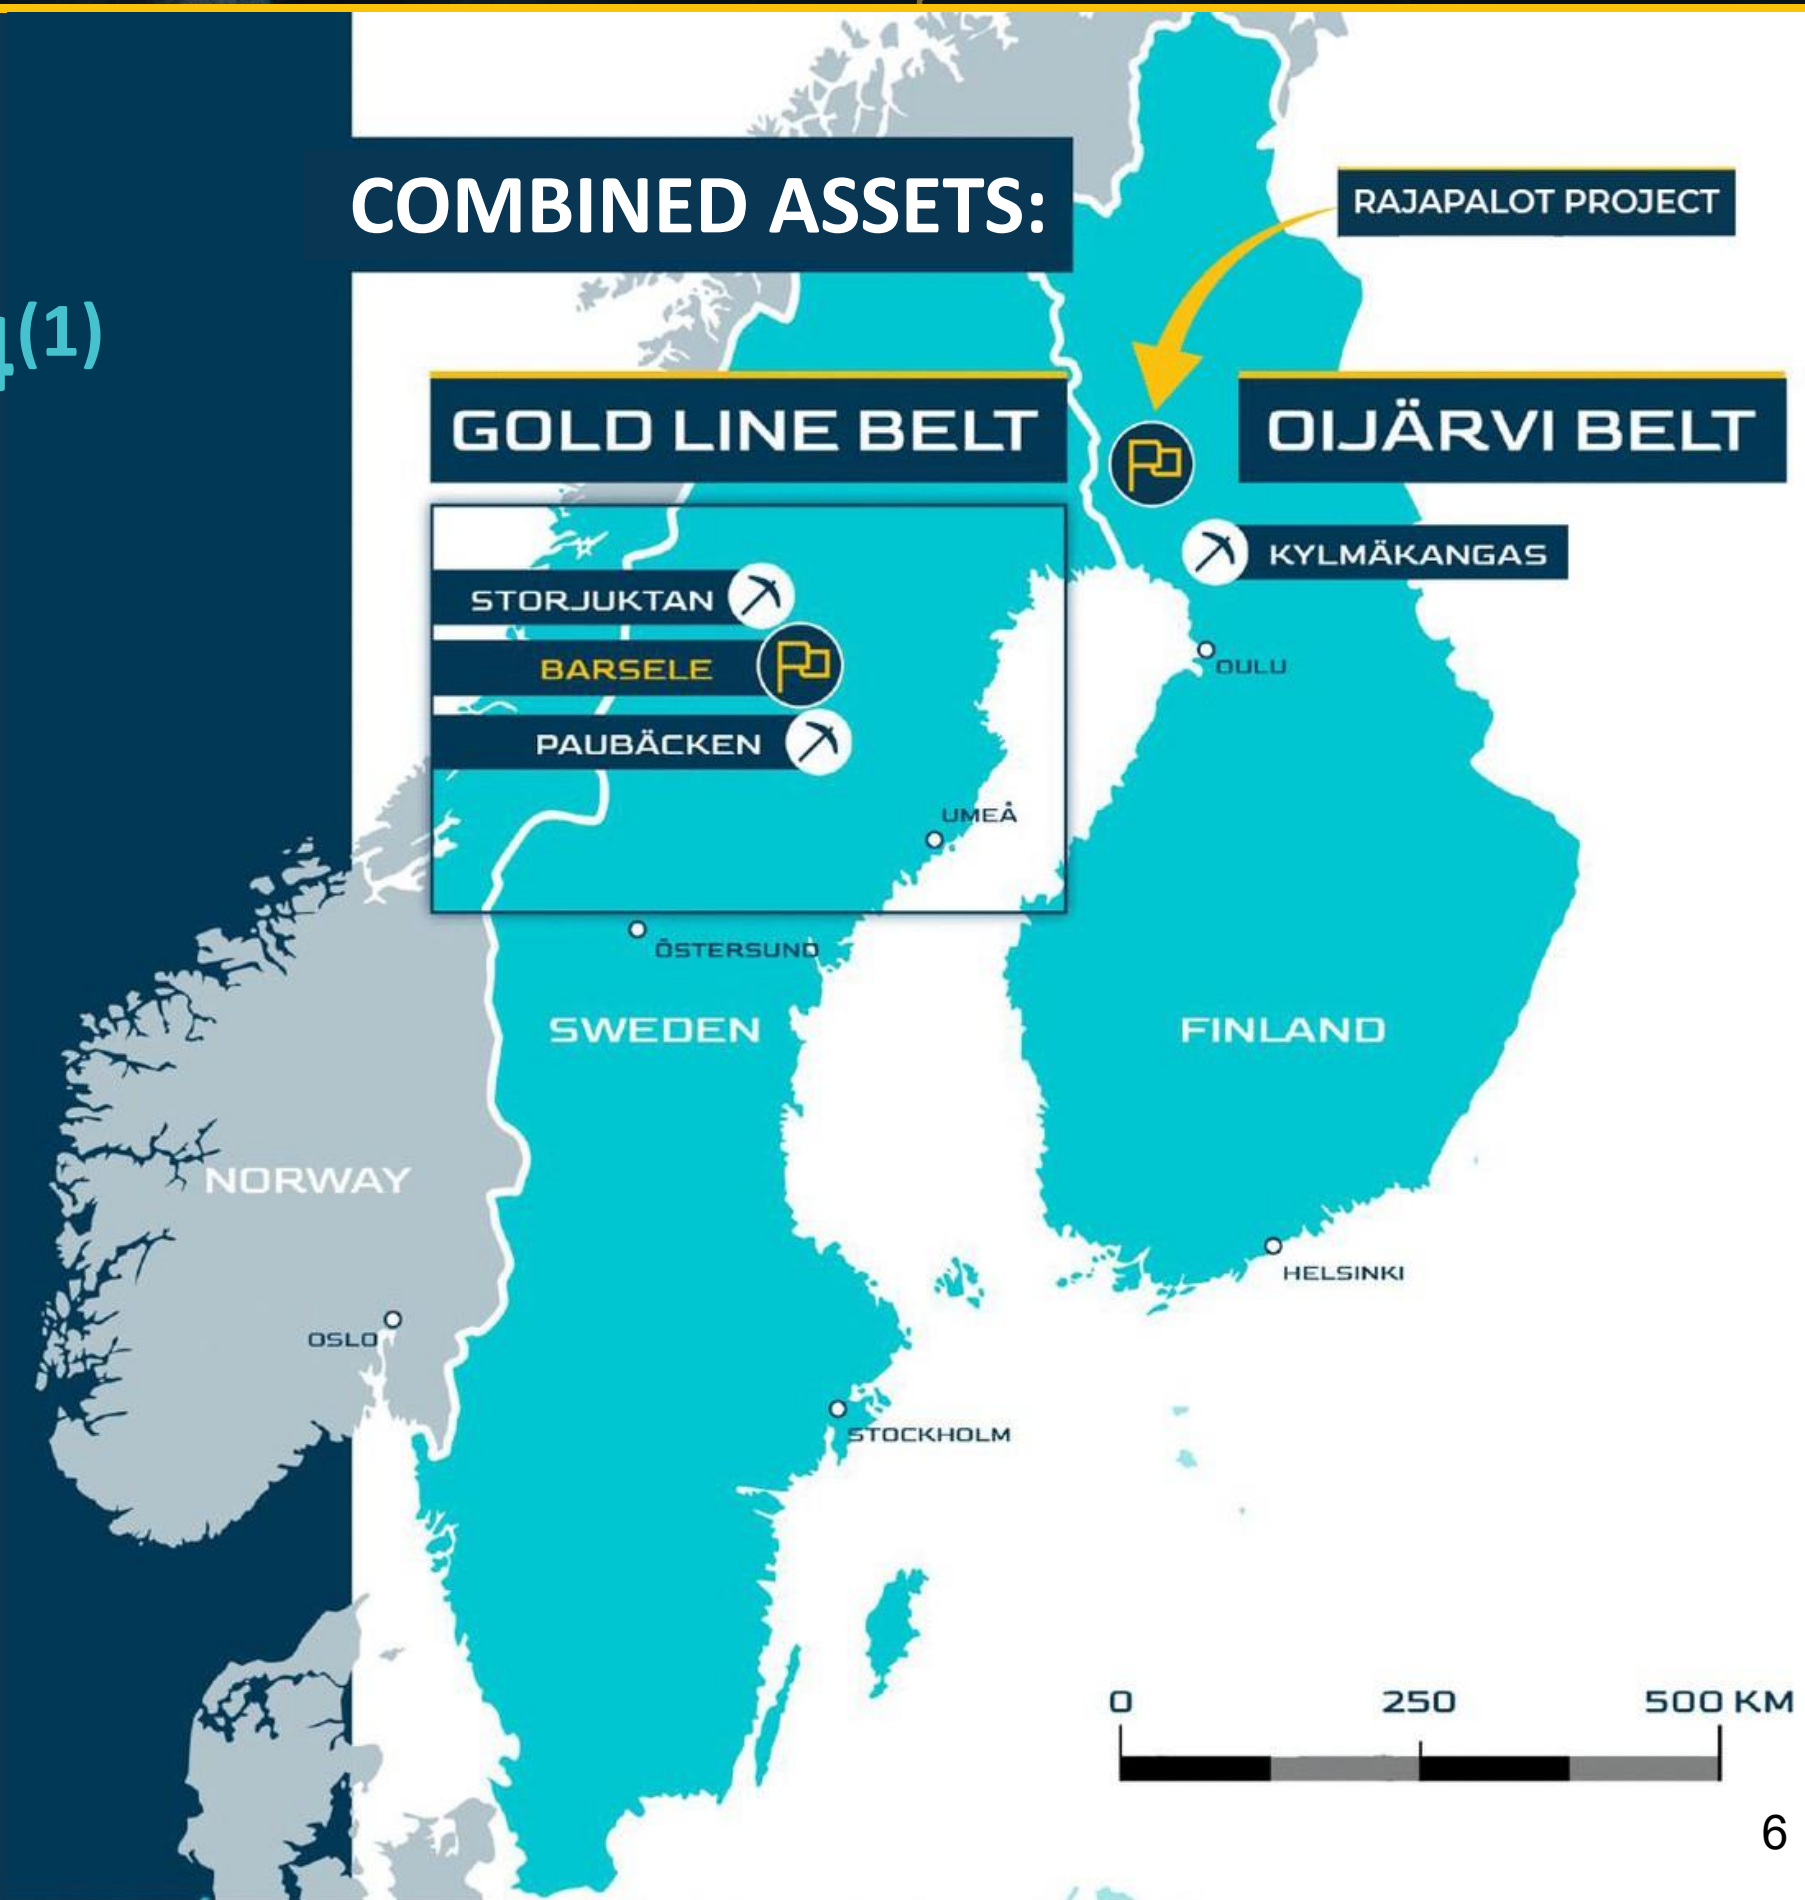 COMBINED ASSETS:
RAJAPALOT PROJECT
(1)
GOLD LINE BELT
OIJÄRVI BELT
KYLMÄKANGAS
STORJUKTAN
BARSELE
PAUBÄCKEN
OULU
UMEÅ
ÖSTERSUND
SWEDEN
FINLAND
NORWAY
HELSINKI
OSLO
STOCKHOLM
0 250 500 KM
6